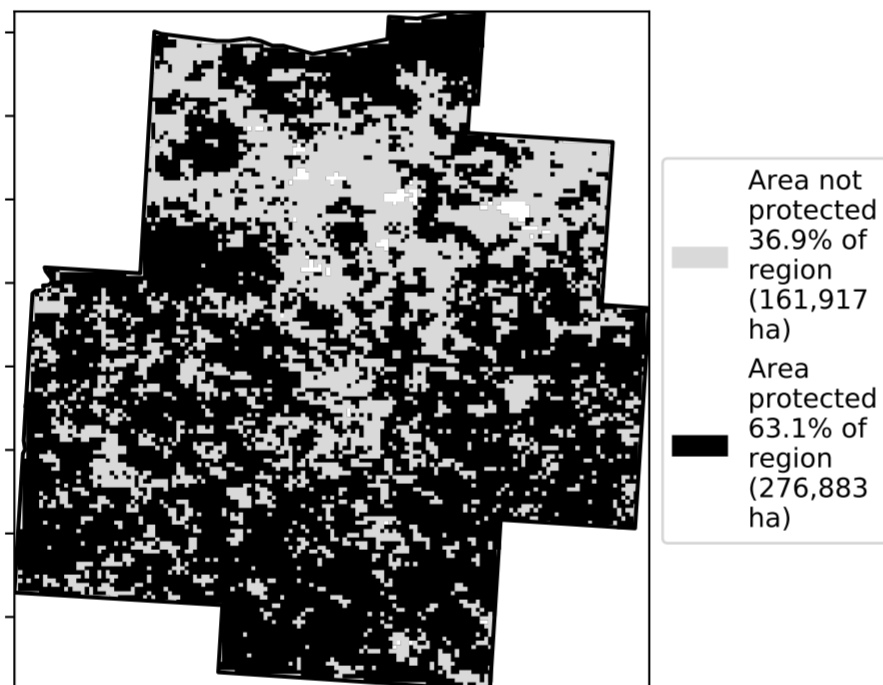 Area not
protected
36.9% of
region
(161,917
ha)
Area
protected
63.1% of
region
(276,883
ha)